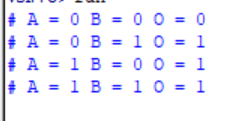 # A = 0 B = 0 O = 0
# A = 0 B = 1 O = 1
# A = 1 B = 0 O = 1
# A = 1 B = 1 O = 1